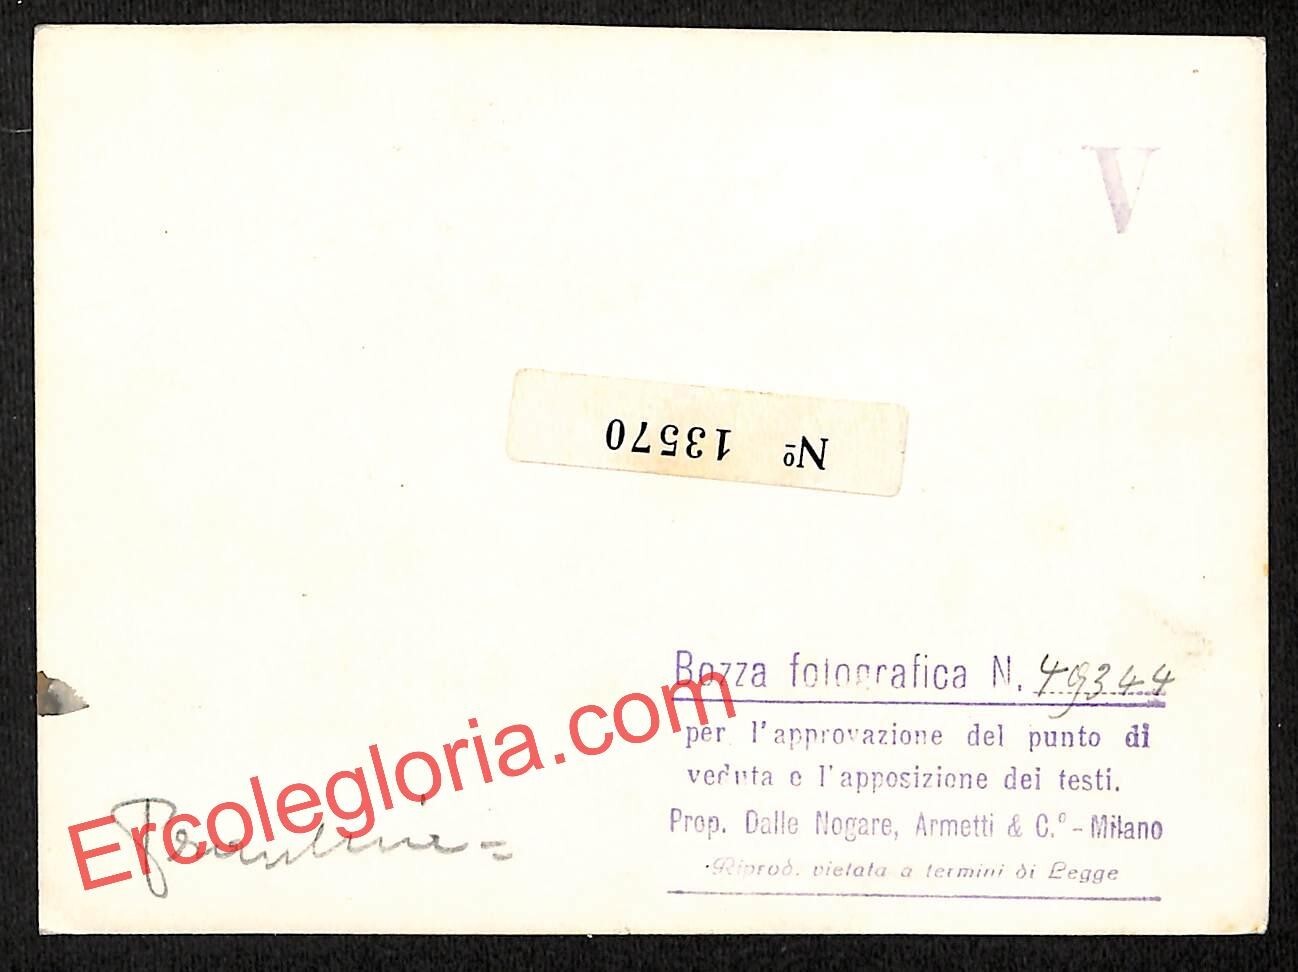 V
Nº 13570
Bozza fotografica N. 49344
per l'approvazione del punto di
veduta e l'apposizione dei testi.
Prop. Dalle Nogare, Armetti & C.º - Milano
Riprod. vietata a termini di Legge
Ercolegloria.com